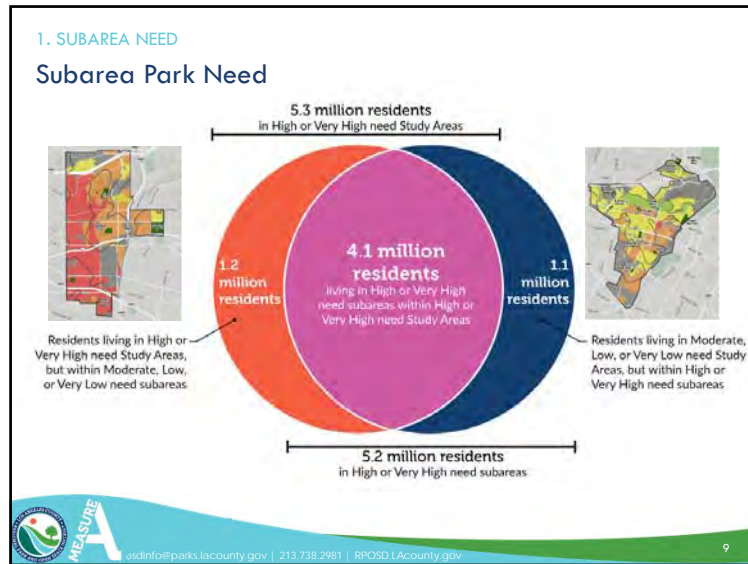 1. SUBAREA NEED
Subarea Park Need
5.3 million residents
in High or Very High need Study Areas
1.2
million
residents
4.1 million
residents
living in High or Very High
need subareas within High or
Very High need Study Areas
1.1
million
residents
Residents living in High or
Very High need Study Areas,
but within Moderate, Low,
or Very Low need subareas
Residents living in Moderate,
Low, or Very Low need Study
Areas, but within High or
Very High need subareas
5.2 million residents
in High or Very High need subareas
MEASURE
A
osdinfo@parks.lacounty.gov | 213.738.2981 | RPOSD.LAcounty.gov
9